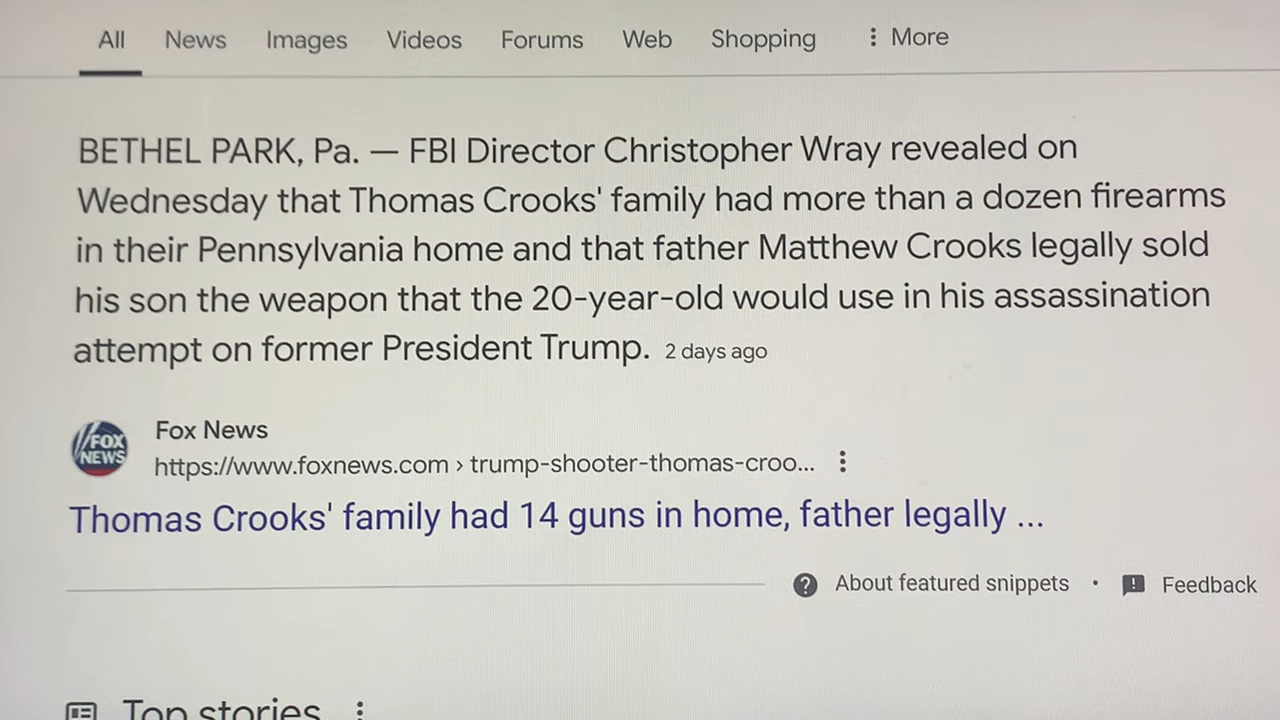 All News Images Videos Forums Web Shopping More
BETHEL PARK, Pa. — FBI Director Christopher Wray revealed on
Wednesday that Thomas Crooks' family had more than a dozen firearms
in their Pennsylvania home and that father Matthew Crooks legally sold
his son the weapon that the 20-year-old would use in his assassination
attempt on former President Trump. 2 days ago
FOX
NEWS
Fox News
https://www.foxnews.com › trump-shooter-thomas-croo...
Thomas Crooks' family had 14 guns in home, father legally ...
About featured snippets • Feedback
Top stories